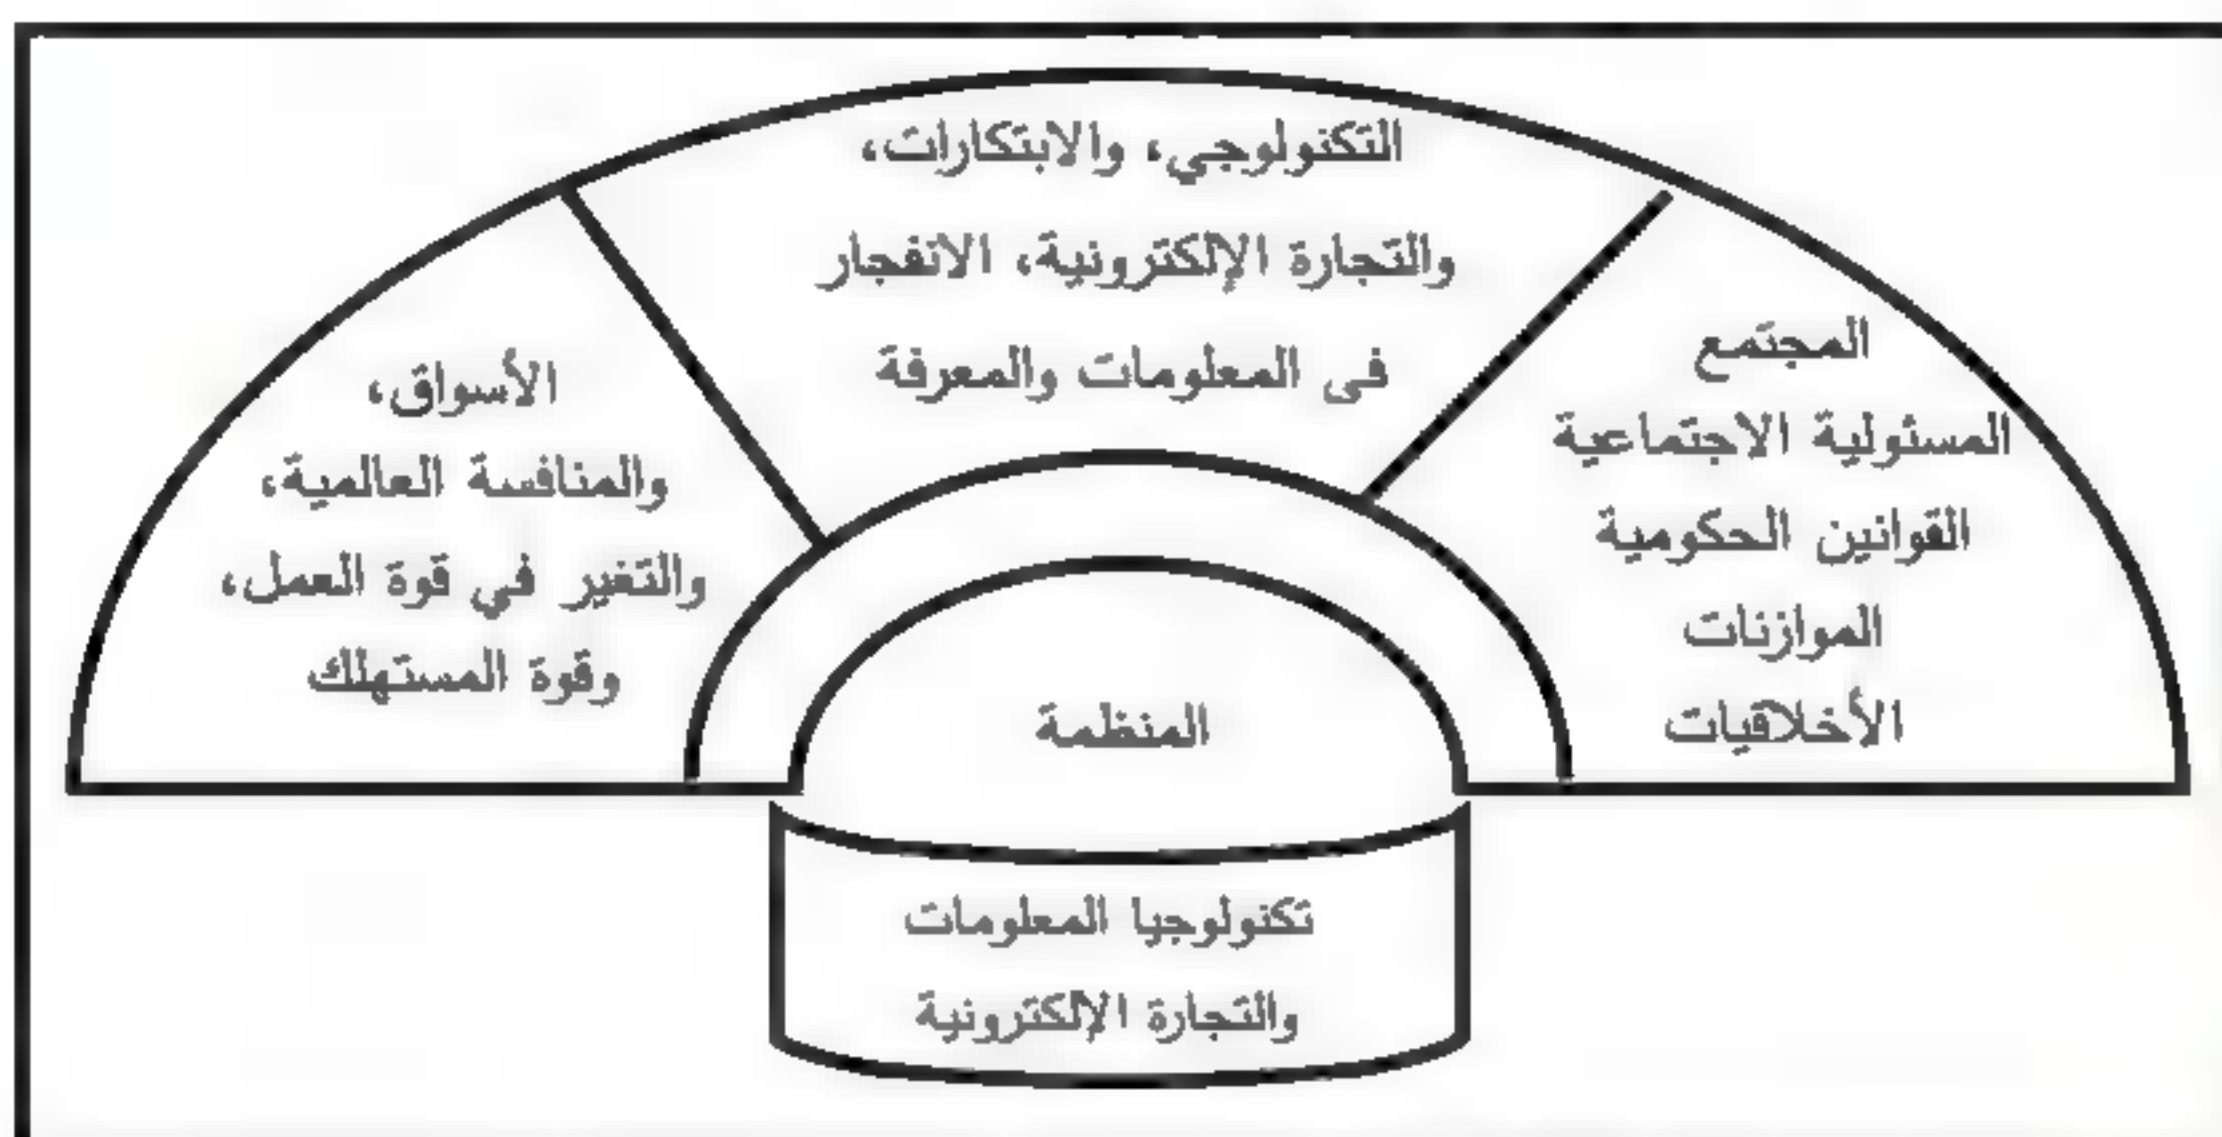 التكنولوجي، والابتكارات،
والتجارة الإلكترونية، الانفجار
فى المعلومات والمعرفة
المجتمع
المسئولية الاجتماعية
القوانين الحكومية
الموازنات
الأخلاقيات
الأسواق،
والمنافسة العالمية،
والتغير في قوة العمل،
وقوة المستهلك
المنظمة
تكنولوجيا المعلومات
والتجارة الإلكترونية